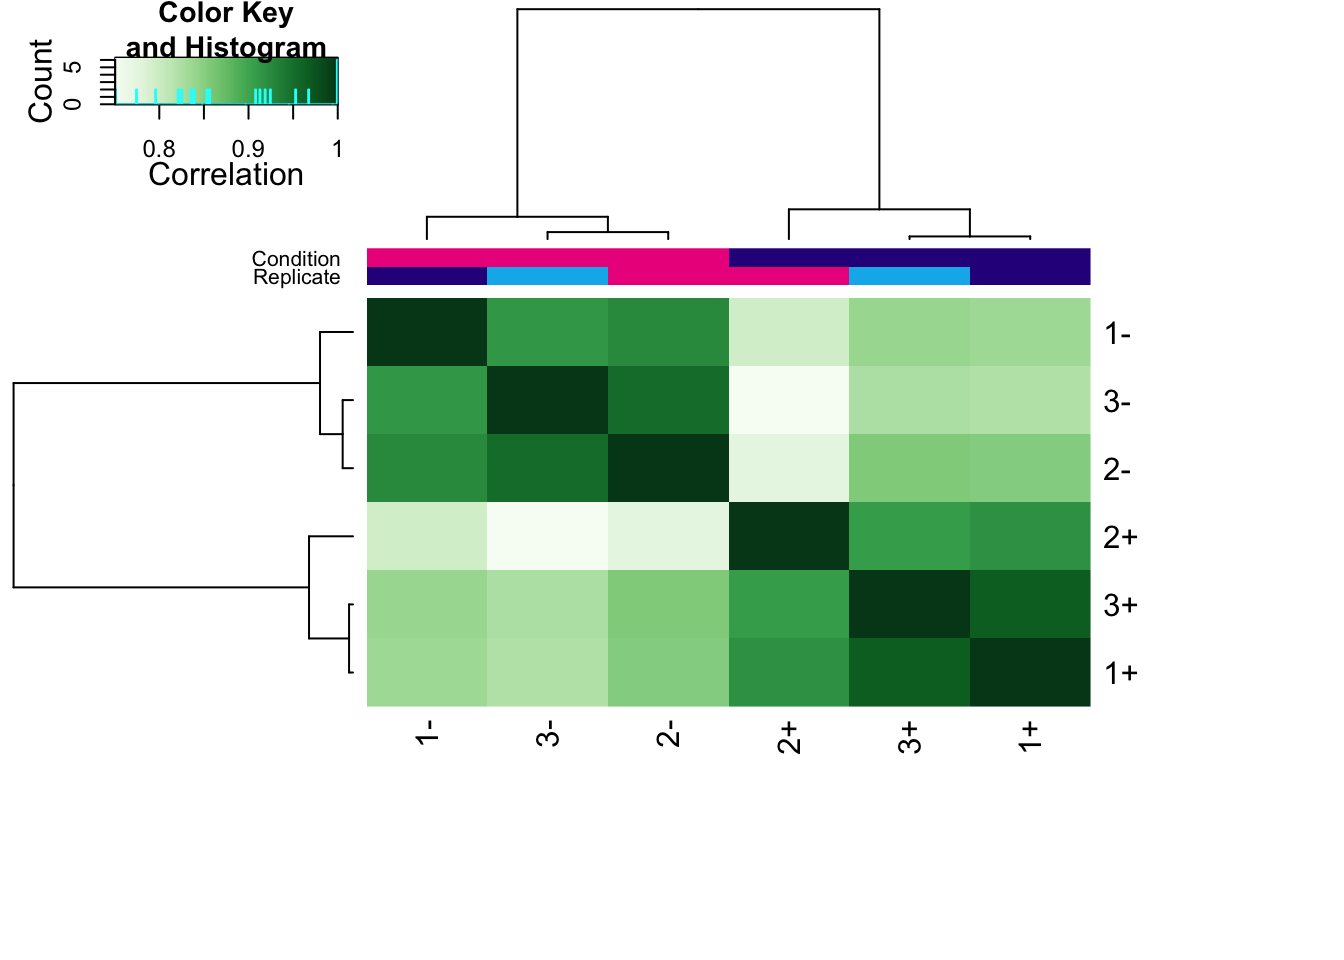 Color Key
and Histogram
Count
0 5
0.8 0.9 1
Correlation
Condition
Replicate
1-
3-
2-
2+
3+
1+
1- 3- 2- 2+ 3+ 1+